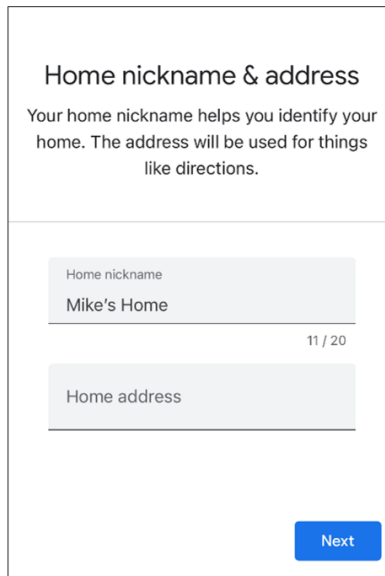 Home nickname & address
Your home nickname helps you identify your
home. The address will be used for things
like directions.
Home nickname
Mike's Home
11 / 20
Home address
Next